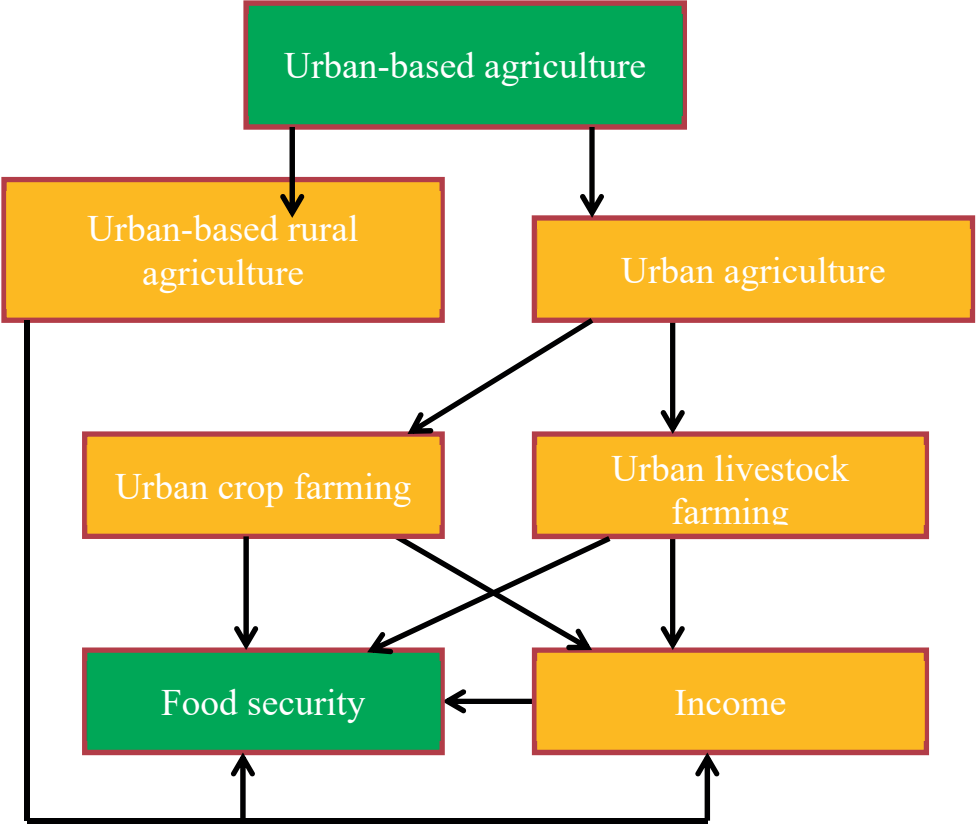 Urban-based agriculture
Urban-based rural
agriculture
Urban agriculture
Urban crop farming
Urban livestock
farming
Food security
Income